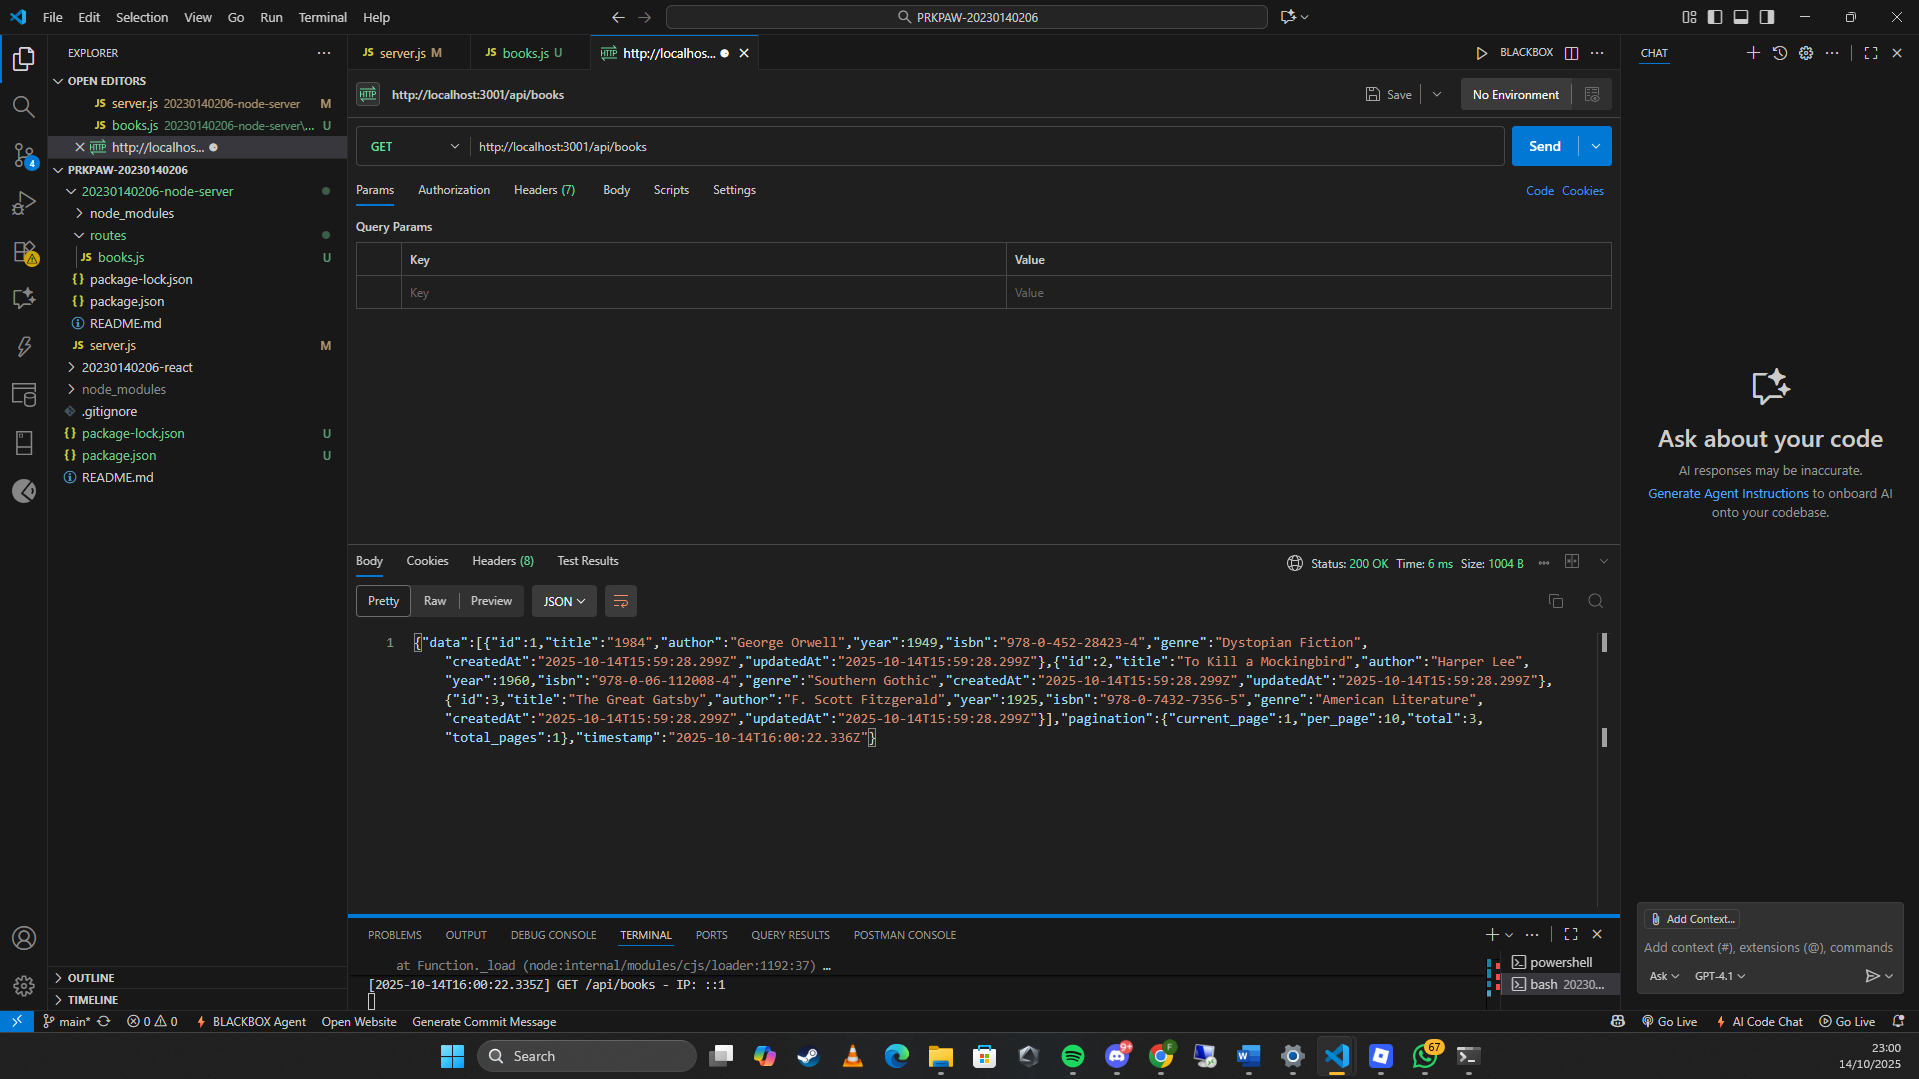 File Edit Selection View Go Run Terminal Help
PRKPAW-20230140206
EXPLORER
OPEN EDITORS
JS server.js 20230140206-node-server M
JS books.js 20230140206-node-server\... U
HTTP http://localhos...
PRKPAW-20230140206
20230140206-node-server
node_modules
routes
JS books.js U
{} package-lock.json
{} package.json
README.md
JS server.js M
20230140206-react
node_modules
.gitignore
{} package-lock.json U
{} package.json U
README.md
4
OUTLINE
TIMELINE
JS server.js M
JS books.js U
HTTP http://localhos...
BLACKBOX
HTTP http://localhost:3001/api/books
Save
No Environment
GET http://localhost:3001/api/books
Send
Params Authorization Headers (7) Body Scripts Settings
Code Cookies
Query Params
Key Value
Key Value
Body Cookies Headers (8) Test Results
Status: 200 OK Time: 6 ms Size: 1004 B
Pretty Raw Preview JSON
1 {"data":[{"id":1,"title":"1984","author":"George Orwell","year":1949,"isbn":"978-0-452-28423-4","genre":"Dystopian Fiction",
"createdAt":"2025-10-14T15:59:28.299Z","updatedAt":"2025-10-14T15:59:28.299Z"},{"id":2,"title":"To Kill a Mockingbird","author":"Harper Lee",
"year":1960,"isbn":"978-0-06-112008-4","genre":"Southern Gothic","createdAt":"2025-10-14T15:59:28.299Z","updatedAt":"2025-10-14T15:59:28.299Z"},
{"id":3,"title":"The Great Gatsby","author":"F. Scott Fitzgerald","year":1925,"isbn":"978-0-7432-7356-5","genre":"American Literature",
"createdAt":"2025-10-14T15:59:28.299Z","updatedAt":"2025-10-14T15:59:28.299Z"}],"pagination":{"current_page":1,"per_page":10,"total":3,
"total_pages":1},"timestamp":"2025-10-14T16:00:22.336Z"}
PROBLEMS OUTPUT DEBUG CONSOLE TERMINAL PORTS QUERY RESULTS POSTMAN CONSOLE
at Function._load (node:internal/modules/cjs/loader:1192:37) …
[2025-10-14T16:00:22.335Z] GET /api/books - IP: ::1
powershell
bash 20230...
CHAT
Ask about your code
AI responses may be inaccurate.
Generate Agent Instructions to onboard AI
onto your codebase.
Add Context...
Add context (#), extensions (@), commands
Ask GPT-4.1
main* 0 0 BLACKBOX Agent Open Website Generate Commit Message
Go Live AI Code Chat Go Live
Search
9+
F
67
23:00
14/10/2025